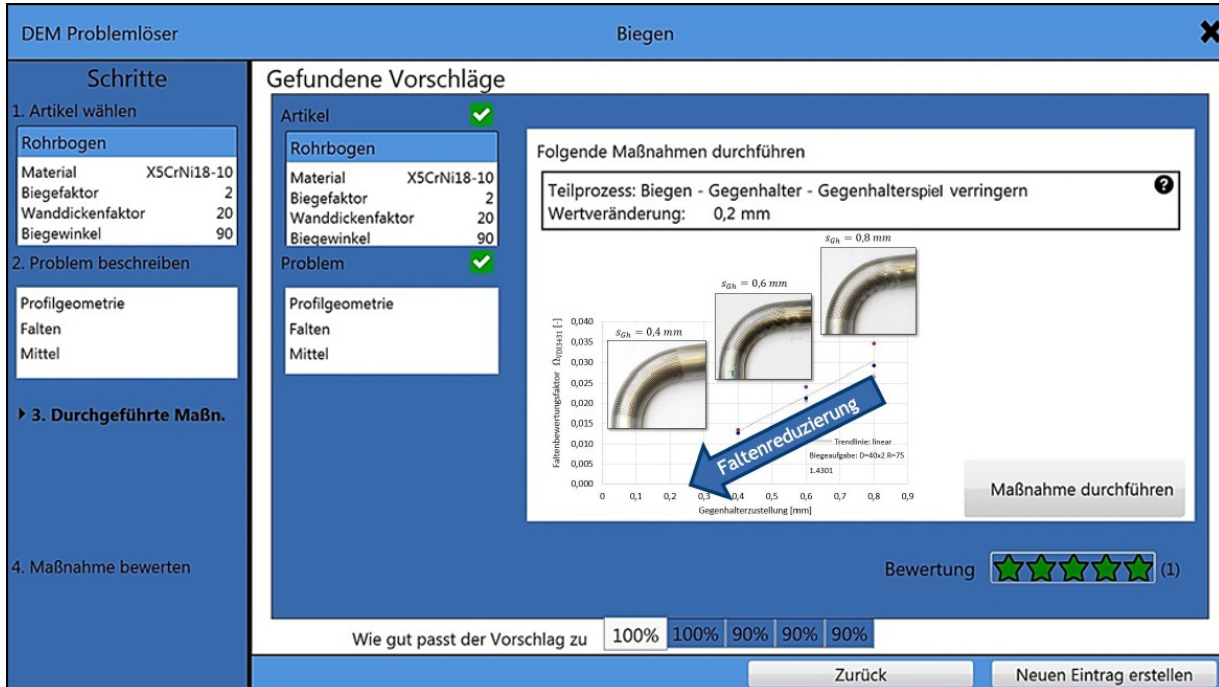 DEM Problemlöser
Biegen
Schritte
1. Artikel wählen
Rohrbogen
Material X5CrNi18-10
Biegefaktor 2
Wanddickenfaktor 20
Biegewinkel 90
2. Problem beschreiben
Profilgeometrie
Falten
Mittel
3. Durchgeführte Maßn.
4. Maßnahme bewerten
Gefundene Vorschläge
Artikel
Rohrbogen
Material X5CrNi18-10
Biegefaktor 2
Wanddickenfaktor 20
Biegewinkel 90
Problem
Profilgeometrie
Falten
Mittel
Folgende Maßnahmen durchführen
Teilprozess: Biegen - Gegenhalter - Gegenhalterspiel verringern
Wertveränderung: 0,2 mm
?
s_Gh = 0,8 mm
s_Gh = 0,6 mm
s_Gh = 0,4 mm
Faltenbewertungsfaktor Ω_VDI3431 [-]
0,040
0,035
0,030
0,025
0,020
0,015
0,010
0,005
0,000
0 0,1 0,2 0,3 0,4 0,5 0,6 0,7 0,8 0,9
Gegenhalterzustellung [mm]
Faltenreduzierung
Trendlinie: linear
Biegeaufgabe: D=40x2 R=75
1.4301
Maßnahme durchführen
Bewertung (1)
Wie gut passt der Vorschlag zu 100% 100% 90% 90% 90%
Zurück
Neuen Eintrag erstellen